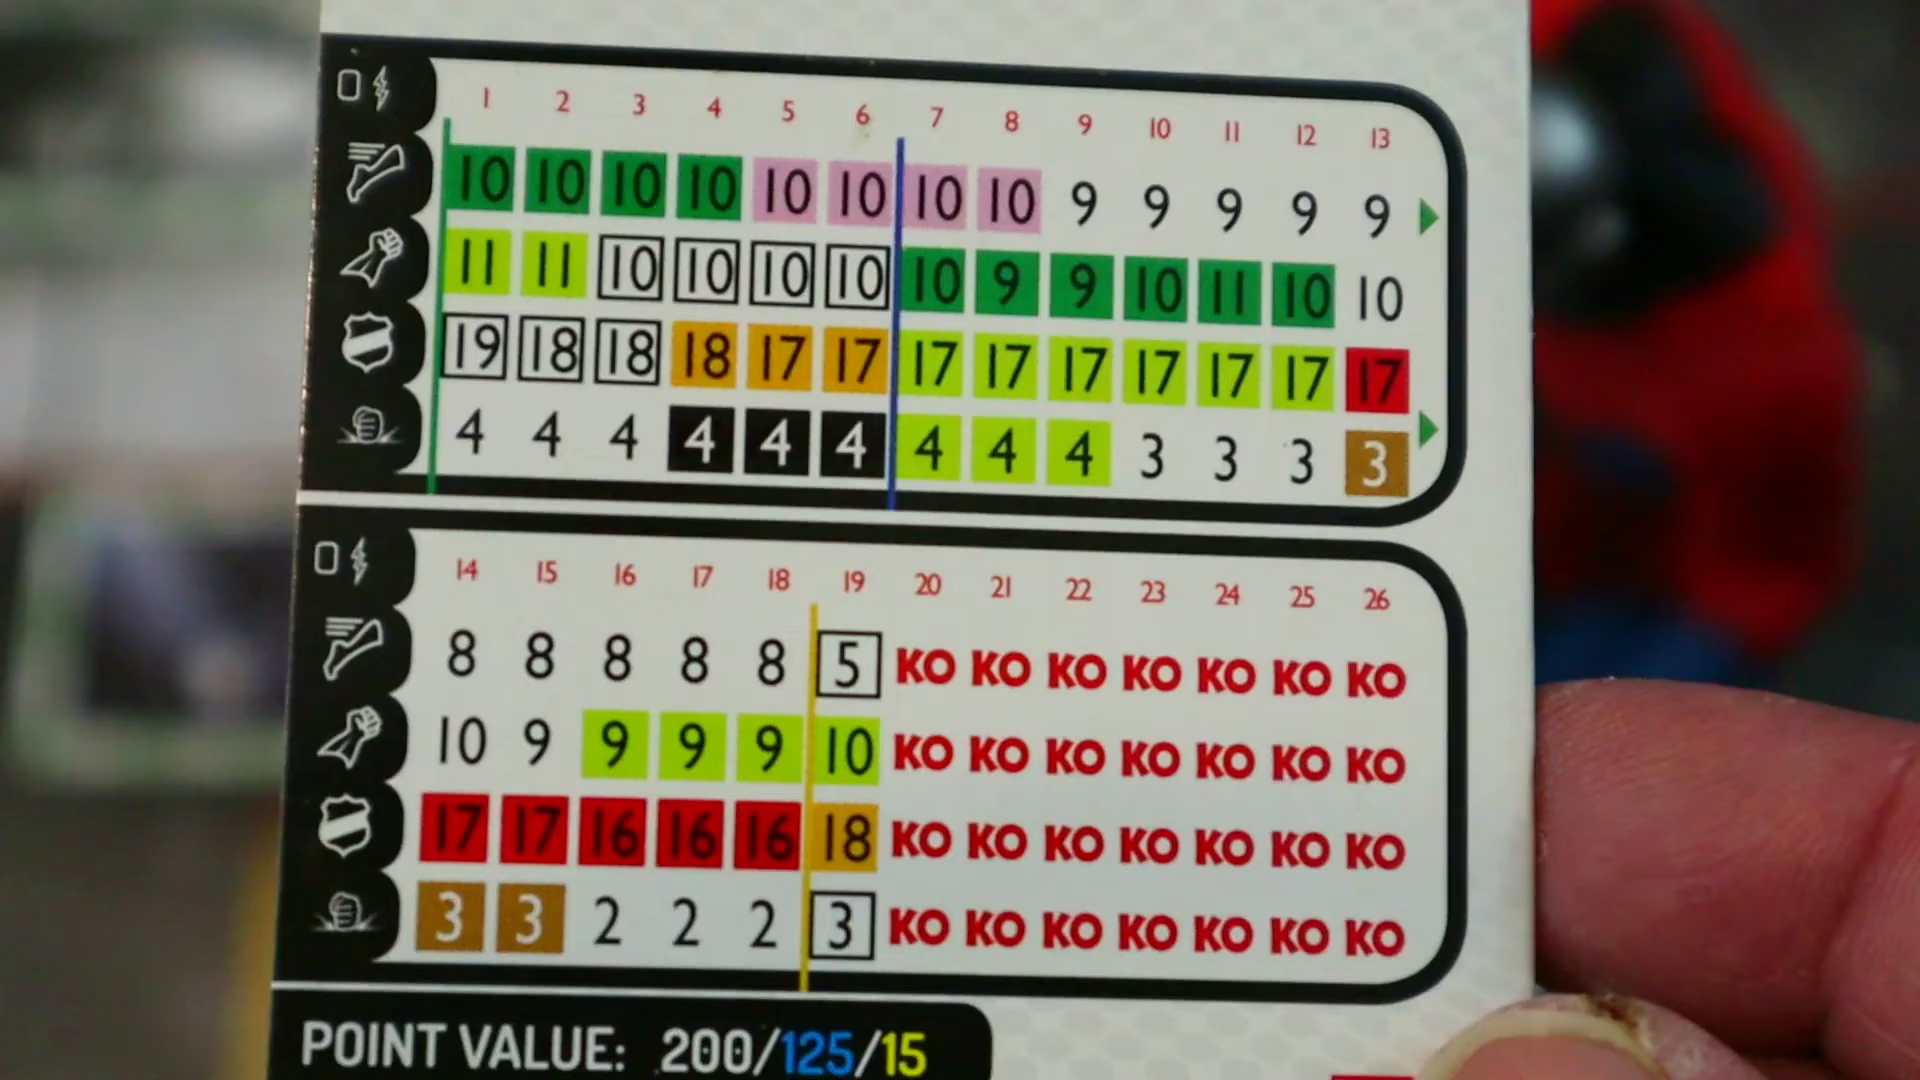 1 2 3 4 5 6 7 8 9 10 11 12 13
10 10 10 10 10 10 10 10 9 9 9 9 9
11 11 10 10 10 10 10 9 9 10 11 10 10
19 18 18 18 17 17 17 17 17 17 17 17 17
4 4 4 4 4 4 4 4 4 3 3 3 3
14 15 16 17 18 19 20 21 22 23 24 25 26
8 8 8 8 8 5 KO KO KO KO KO KO KO
10 9 9 9 9 10 KO KO KO KO KO KO KO
17 17 16 16 16 18 KO KO KO KO KO KO KO
3 3 2 2 2 3 KO KO KO KO KO KO KO
POINT VALUE: 200/125/15